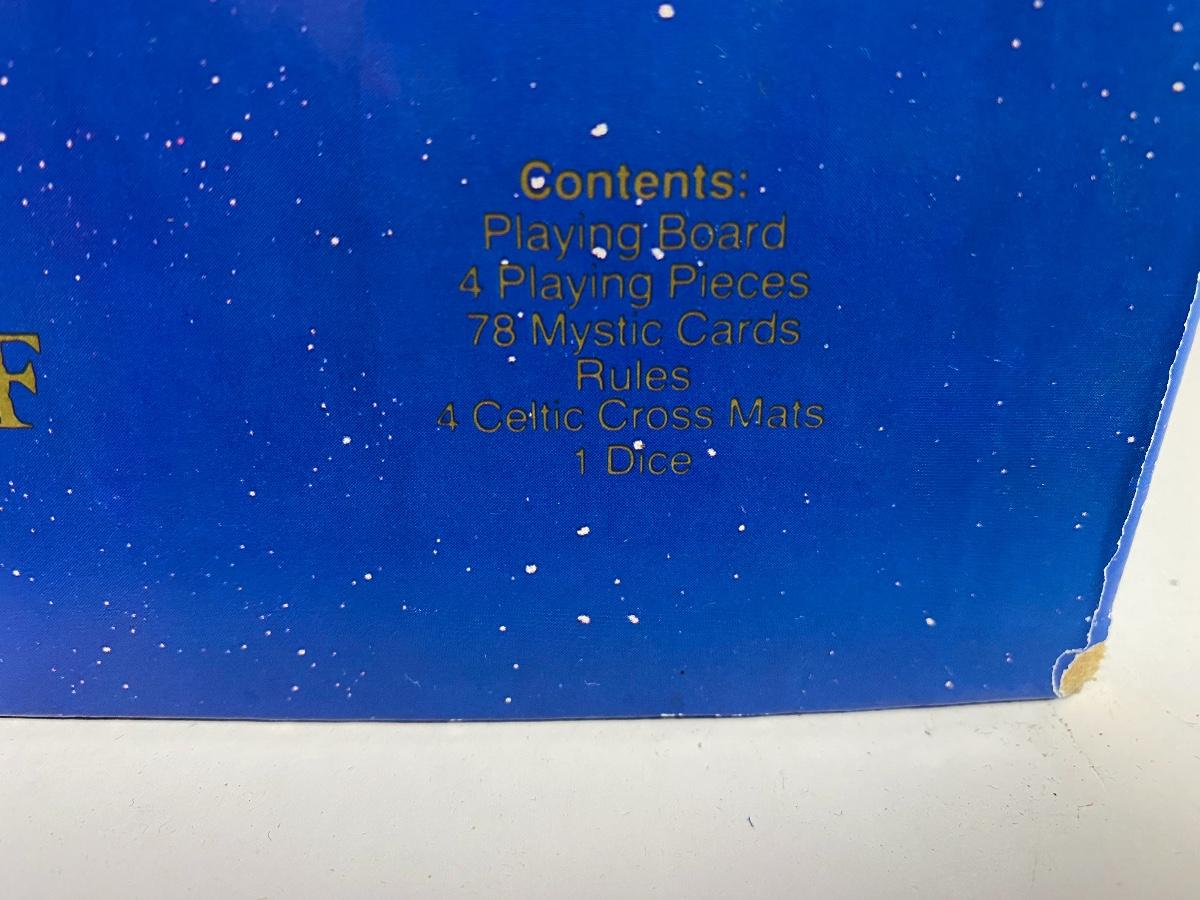 F
Contents:
Playing Board
4 Playing Pieces
78 Mystic Cards
Rules
4 Celtic Cross Mats
1 Dice